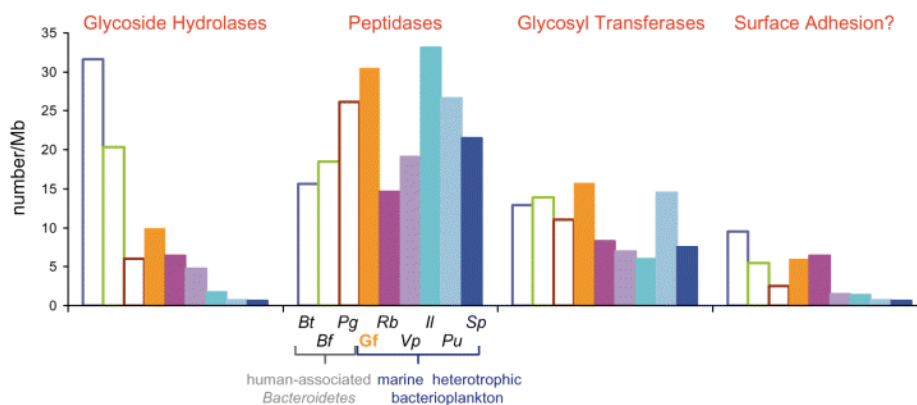 Glycoside Hydrolases Peptidases Glycosyl Transferases Surface Adhesion?
number/Mb
35
30
25
20
15
10
5
0
Bt Pg Rb Il Sp
Bf Gf Vp Pu
human-associated marine heterotrophic
Bacteroidetes bacterioplankton